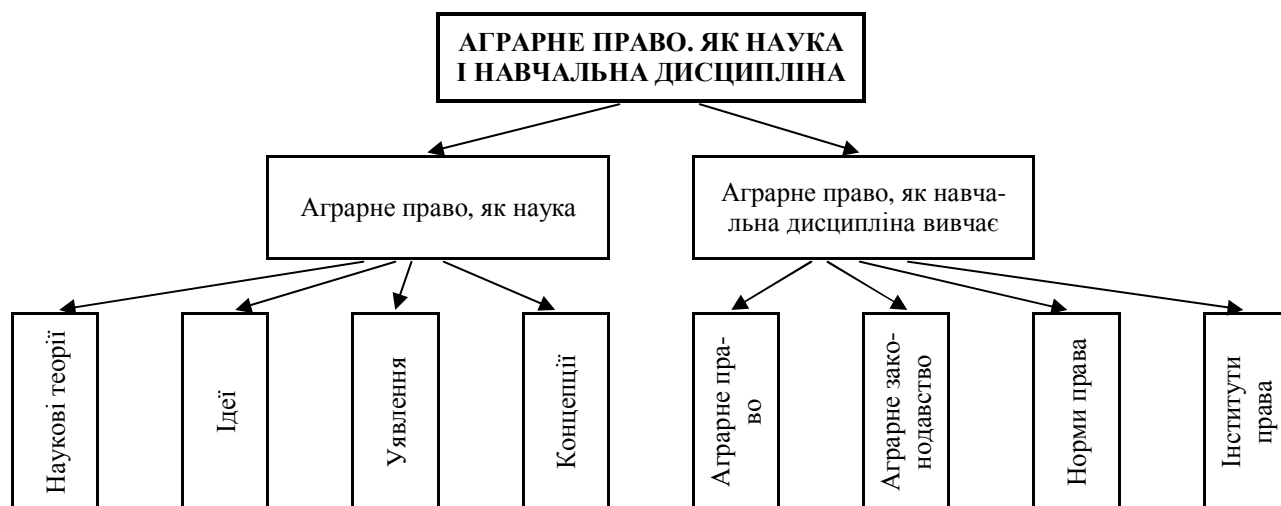 АГРАРНЕ ПРАВО. ЯК НАУКА
І НАВЧАЛЬНА ДИСЦИПЛІНА
Аграрне право, як наука
Аграрне право, як навча-
льна дисципліна вивчає
Наукові теорії
Ідеї
Уявлення
Концепції
Аграрне пра-
во
Аграрне зако-
нодавство
Норми права
Інститути
права